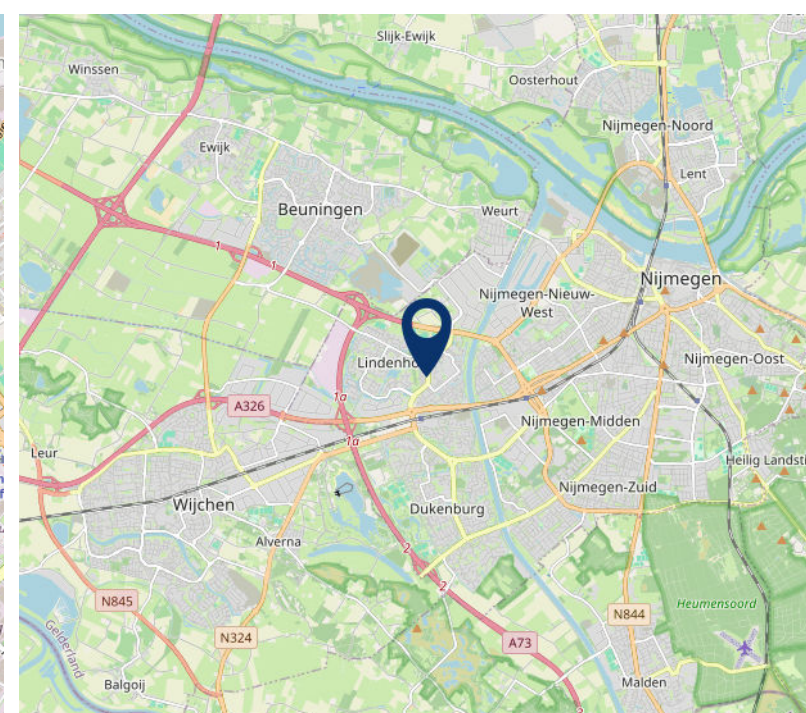 Slijk-Ewijk
Winssen
Oosterhout
Nijmegen-Noord
Ewijk
Lent
Beuningen
Weurt
1
1
Nijmegen
Nijmegen-Nieuw-
West
Lindenho
Nijmegen-Oost
1a
A326
1a
Nijmegen-Midden
Leur
Heilig Landsti
Nijmegen-Zuid
Wijchen
Dukenburg
Alverna
2
2
N845
Heumensoord
N844
Gelderland
N324
A73
Balgoij
Malden
2